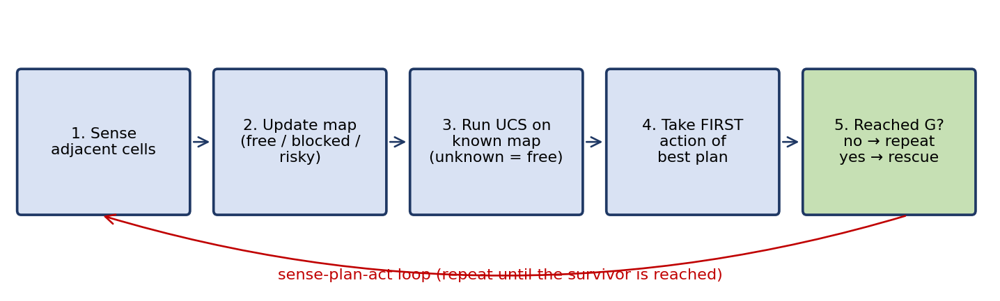 1. Sense
adjacent cells
2. Update map
(free / blocked /
risky)
3. Run UCS on
known map
(unknown = free)
4. Take FIRST
action of
best plan
5. Reached G?
no → repeat
yes → rescue
sense-plan-act loop (repeat until the survivor is reached)